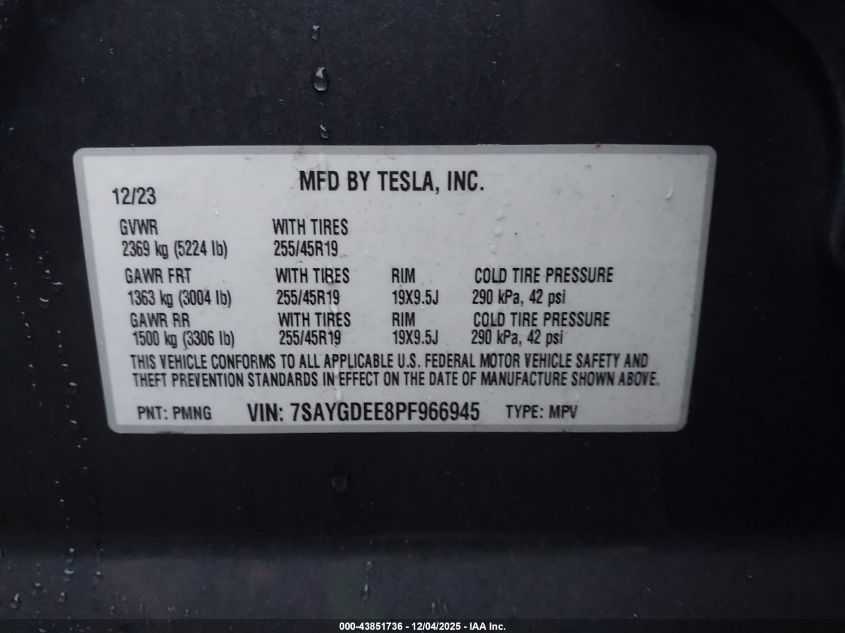 MFD BY TESLA, INC.
12/23
GVWR WITH TIRES
2369 kg (5224 lb) 255/45R19
GAWR FRT WITH TIRES RIM COLD TIRE PRESSURE
1363 kg (3004 lb) 255/45R19 19X9.5J 290 kPa, 42 psi
GAWR RR WITH TIRES RIM COLD TIRE PRESSURE
1500 kg (3306 lb) 255/45R19 19X9.5J 290 kPa, 42 psi
THIS VEHICLE CONFORMS TO ALL APPLICABLE U.S. FEDERAL MOTOR VEHICLE SAFETY AND
THEFT PREVENTION STANDARDS IN EFFECT ON THE DATE OF MANUFACTURE SHOWN ABOVE.
PNT: PMNG VIN: 7SAYGDEE8PF966945 TYPE: MPV
000-43851736 - 12/04/2025 - IAA Inc.